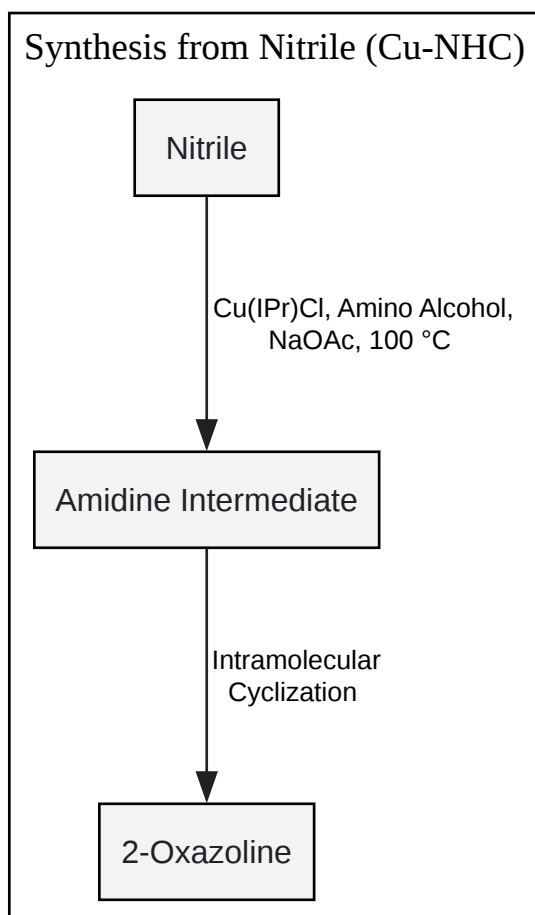 Synthesis from Nitrile (Cu-NHC)
Nitrile
Cu(IPr)Cl, Amino Alcohol,
NaOAc, 100 °C
Amidine Intermediate
Intramolecular
Cyclization
2-Oxazoline